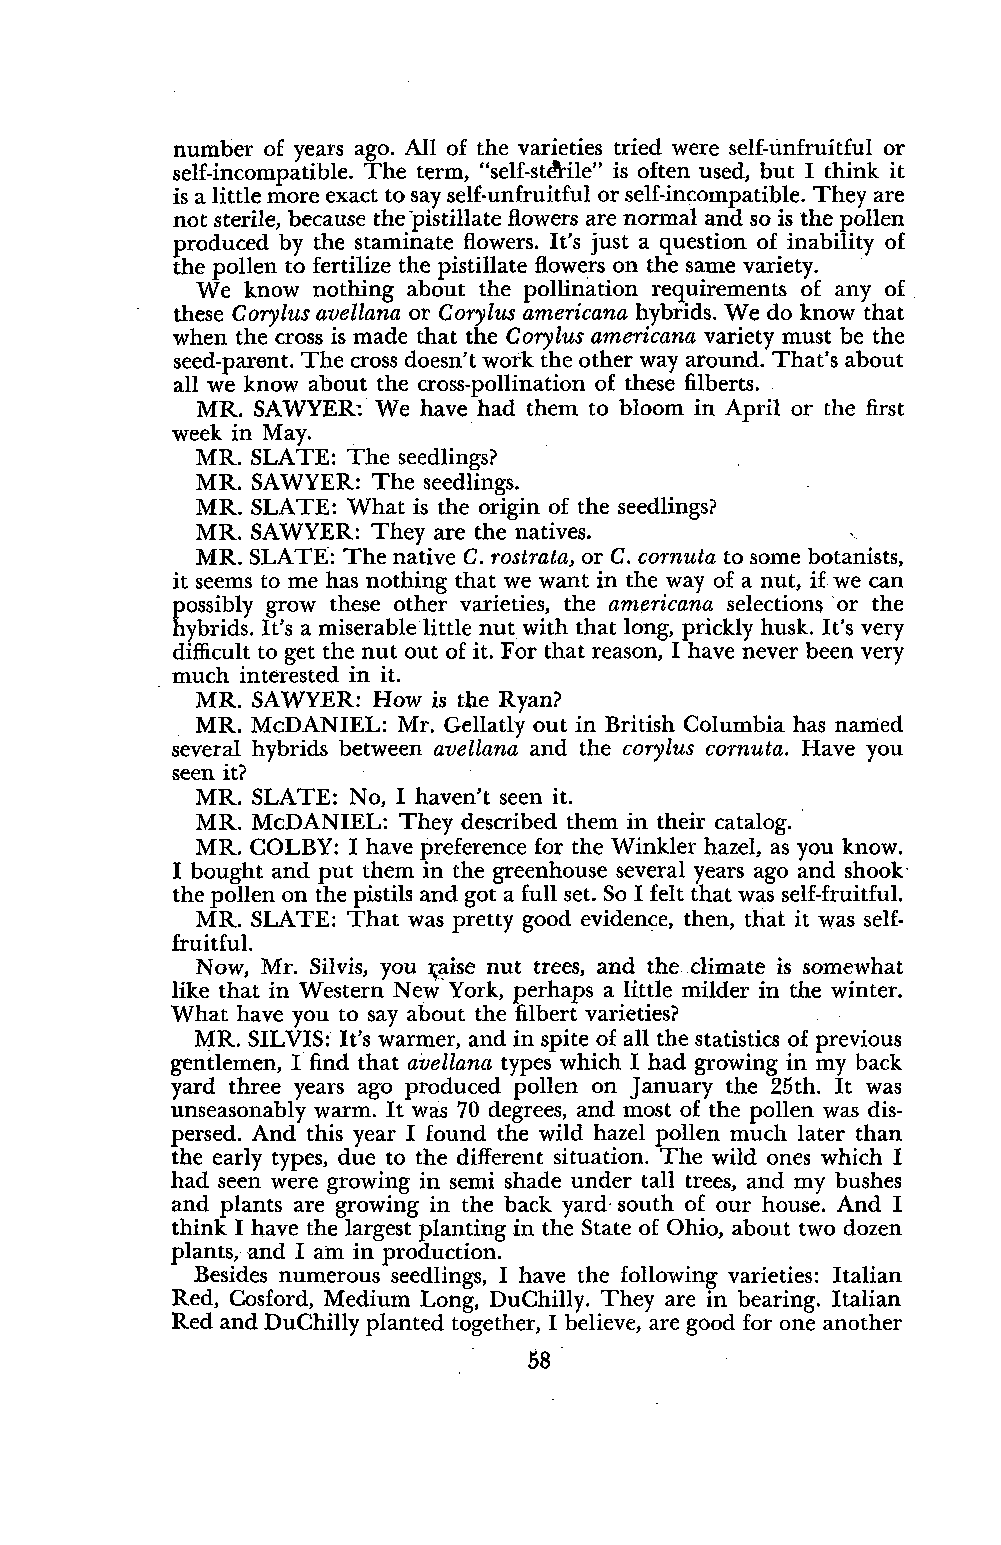 number of years ago. All of the varieties tried were self-unfruitful or
self-incompatible. The term, "self-sterile" is often used, but I think it
is a little more exact to say self-unfruitful or self-incompatible. They are
not sterile, because the pistillate flowers are normal and so is the pollen
produced by the staminate flowers. It's just a question of inability of
the pollen to fertilize the pistillate flowers on the same variety.
We know nothing about the pollination requirements of any of
these Corylus avellana or Corylus americana hybrids. We do know that
when the cross is made that the Corylus americana variety must be the
seed-parent. The cross doesn't work the other way around. That's about
all we know about the cross-pollination of these filberts.
MR. SAWYER: We have had them to bloom in April or the first
week in May.
MR. SLATE: The seedlings?
MR. SAWYER: The seedlings.
MR. SLATE: What is the origin of the seedlings?
MR. SAWYER: They are the natives.
MR. SLATE: The native C. rostrata, or C. cornuta to some botanists,
it seems to me has nothing that we want in the way of a nut, if we can
possibly grow these other varieties, the americana selections or the
hybrids. It's a miserable little nut with that long, prickly husk. It's very
difficult to get the nut out of it. For that reason, I have never been very
much interested in it.
MR. SAWYER: How is the Ryan?
MR. McDANIEL: Mr. Gellatly out in British Columbia has named
several hybrids between avellana and the corylus cornuta. Have you
seen it?
MR. SLATE: No, I haven't seen it.
MR. McDANIEL: They described them in their catalog.
MR. COLBY: I have preference for the Winkler hazel, as you know.
I bought and put them in the greenhouse several years ago and shook
the pollen on the pistils and got a full set. So I felt that was self-fruitful.
MR. SLATE: That was pretty good evidence, then, that it was self-
fruitful.
Now, Mr. Silvis, you raise nut trees, and the climate is somewhat
like that in Western New York, perhaps a little milder in the winter.
What have you to say about the filbert varieties?
MR. SILVIS: It's warmer, and in spite of all the statistics of previous
gentlemen, I find that avellana types which I had growing in my back
yard three years ago produced pollen on January the 25th. It was
unseasonably warm. It was 70 degrees, and most of the pollen was dis-
persed. And this year I found the wild hazel pollen much later than
the early types, due to the different situation. The wild ones which I
had seen were growing in semi shade under tall trees, and my bushes
and plants are growing in the back yard south of our house. And I
think I have the largest planting in the State of Ohio, about two dozen
plants, and I am in production.
Besides numerous seedlings, I have the following varieties: Italian
Red, Cosford, Medium Long, DuChilly. They are in bearing. Italian
Red and DuChilly planted together, I believe, are good for one another
58